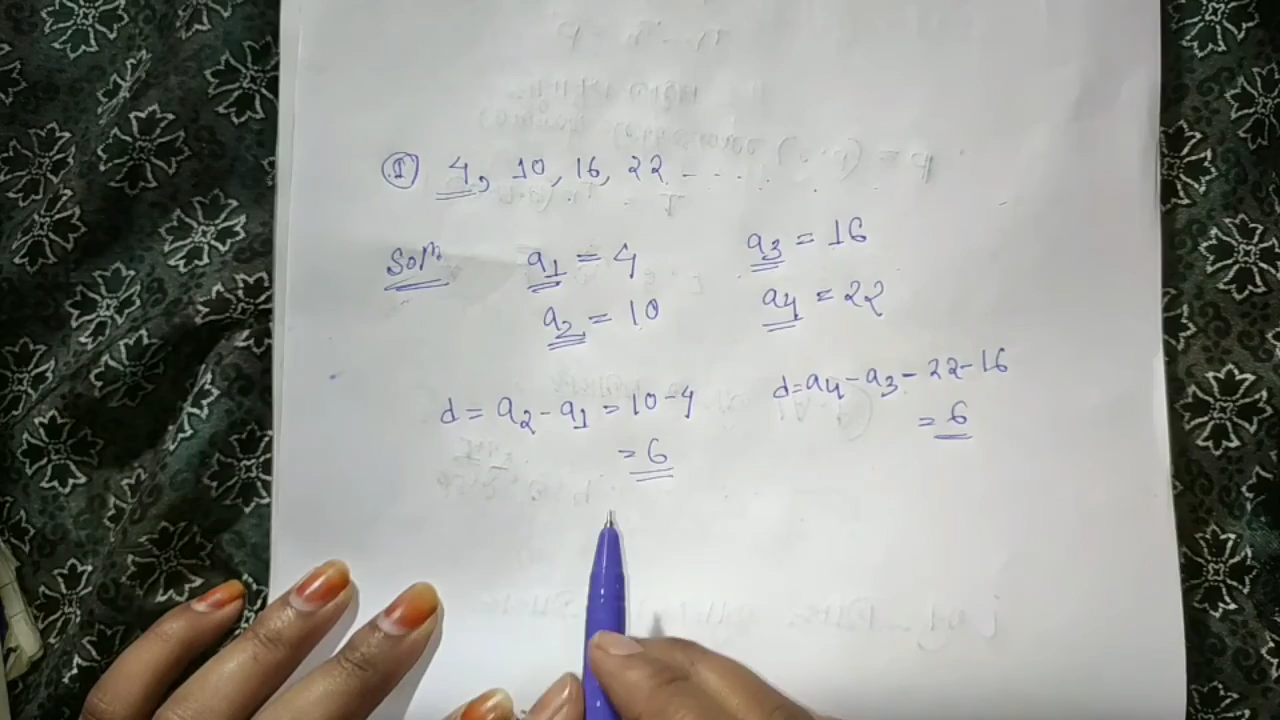 ① 4, 10, 16, 22 - - - - .
Solⁿ a₁ = 4 a₃ = 16
a₂ = 10 a₄ = 22
d = a₂ - a₁ = 10 - 4 d = a₄ - a₃ - 22 - 16
= 6 = 6